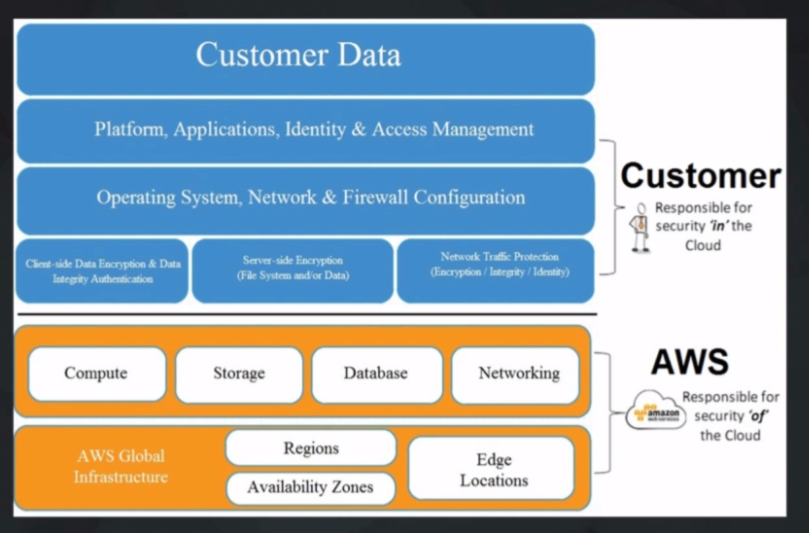 Customer Data
Platform, Applications, Identity & Access Management
Operating System, Network & Firewall Configuration
Client-side Data Encryption & Data
Integrity Authentication
Server-side Encryption
(File System and/or Data)
Network Traffic Protection
(Encryption / Integrity / Identity)
Customer
Responsible for
security 'in' the
Cloud
Compute
Storage
Database
Networking
AWS Global
Infrastructure
Regions
Availability Zones
Edge
Locations
AWS
amazon
web services
Responsible for
security 'of'
the Cloud